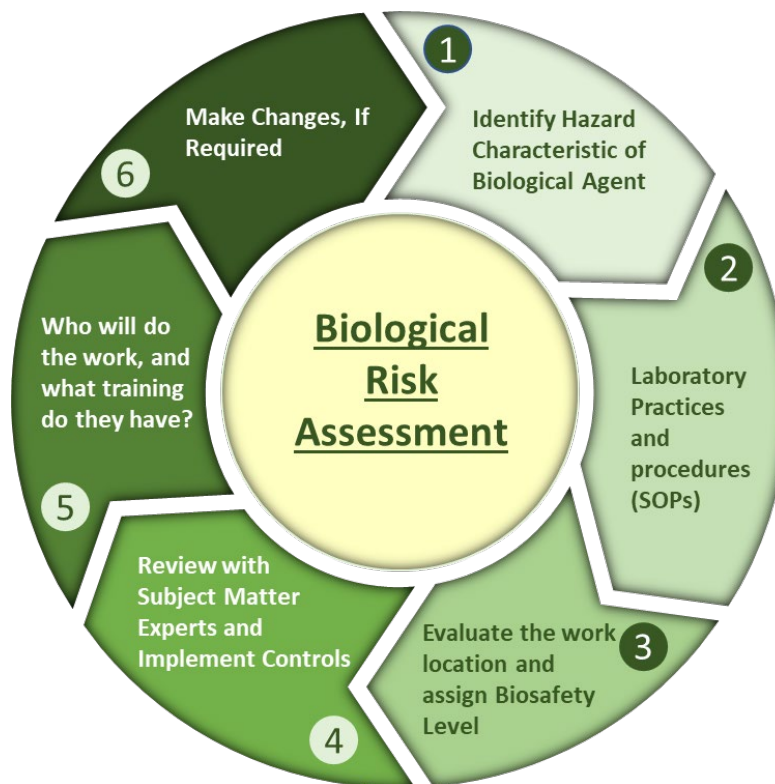 Biological
Risk
Assessment
1
Identify Hazard
Characteristic of
Biological Agent
2
Laboratory
Practices
and
procedures
(SOPs)
3
Evaluate the work
location and
assign Biosafety
Level
4
Review with
Subject Matter
Experts and
Implement Controls
5
Who will do
the work, and
what training
do they have?
6
Make Changes, If
Required